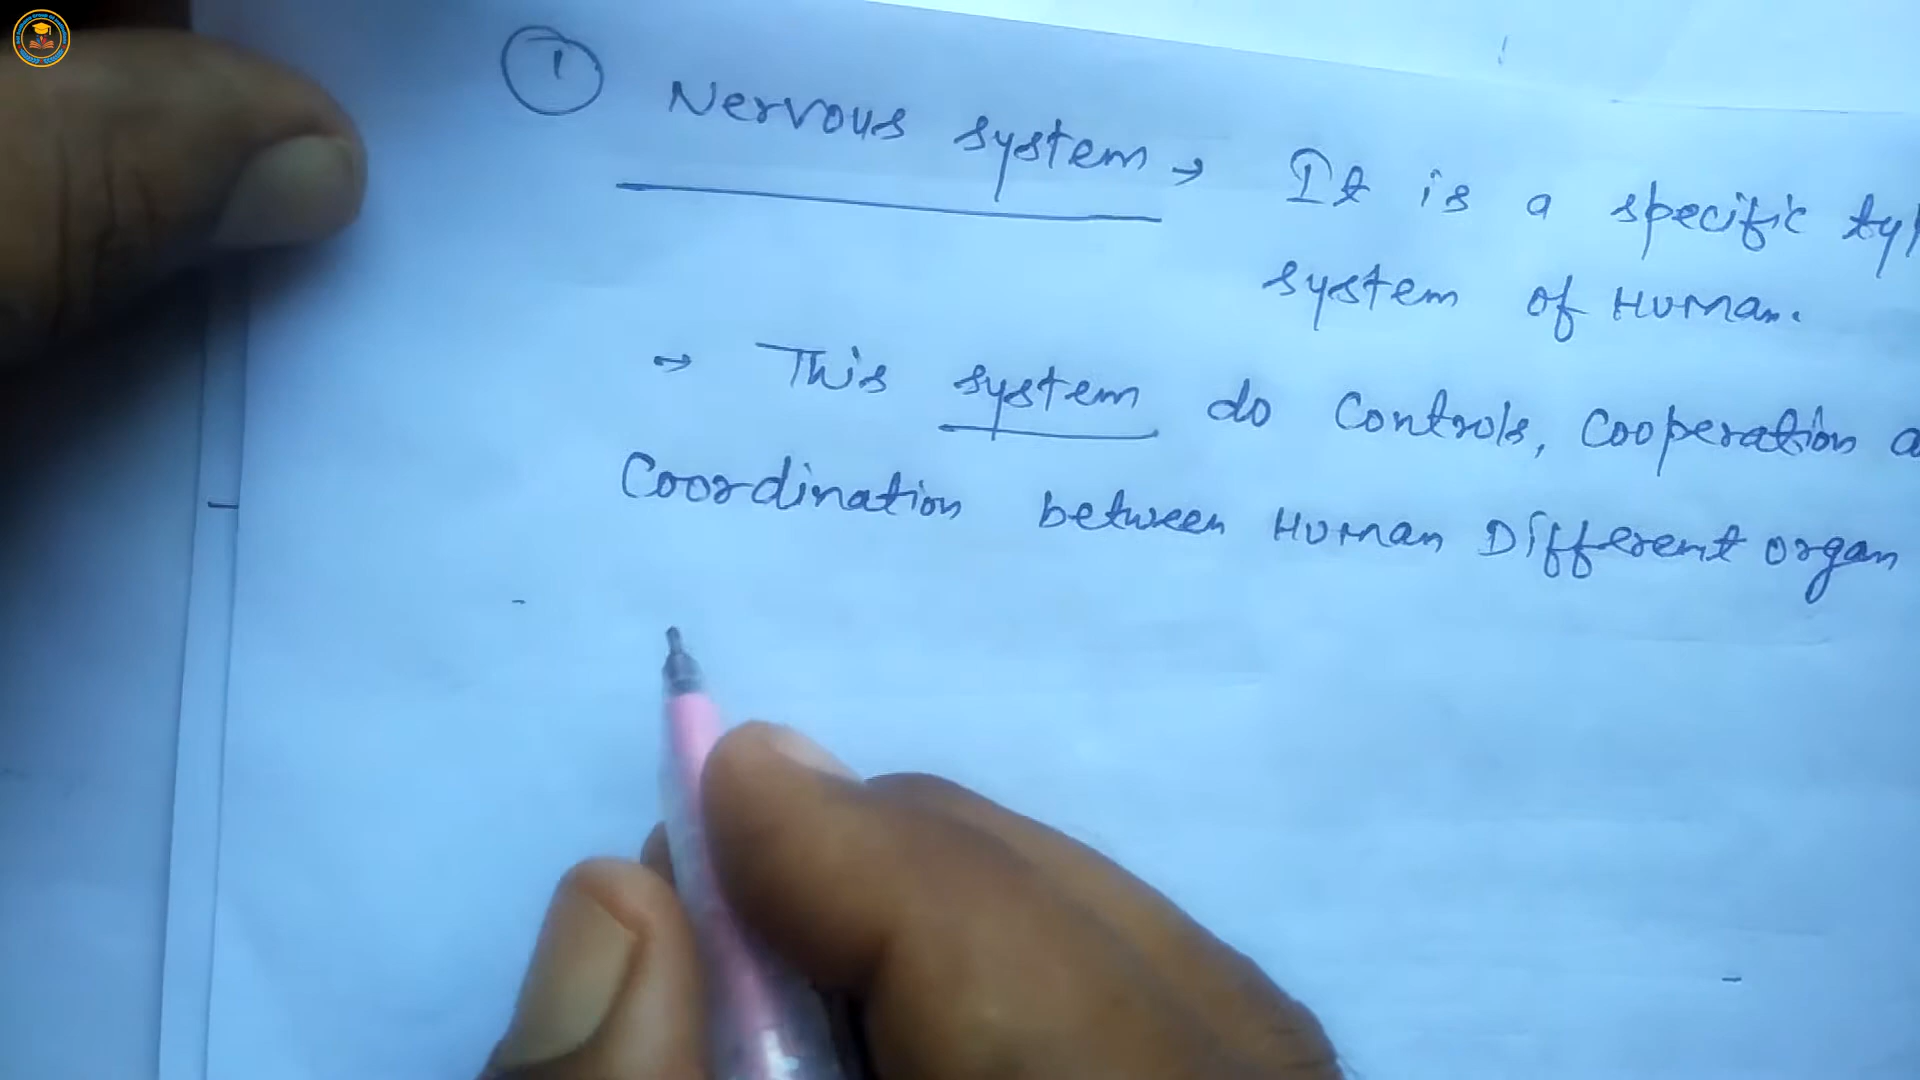 1 Nervous system → It is a specific
system of Human.
→ This system do controls, cooperation
coordination between Human Different organ